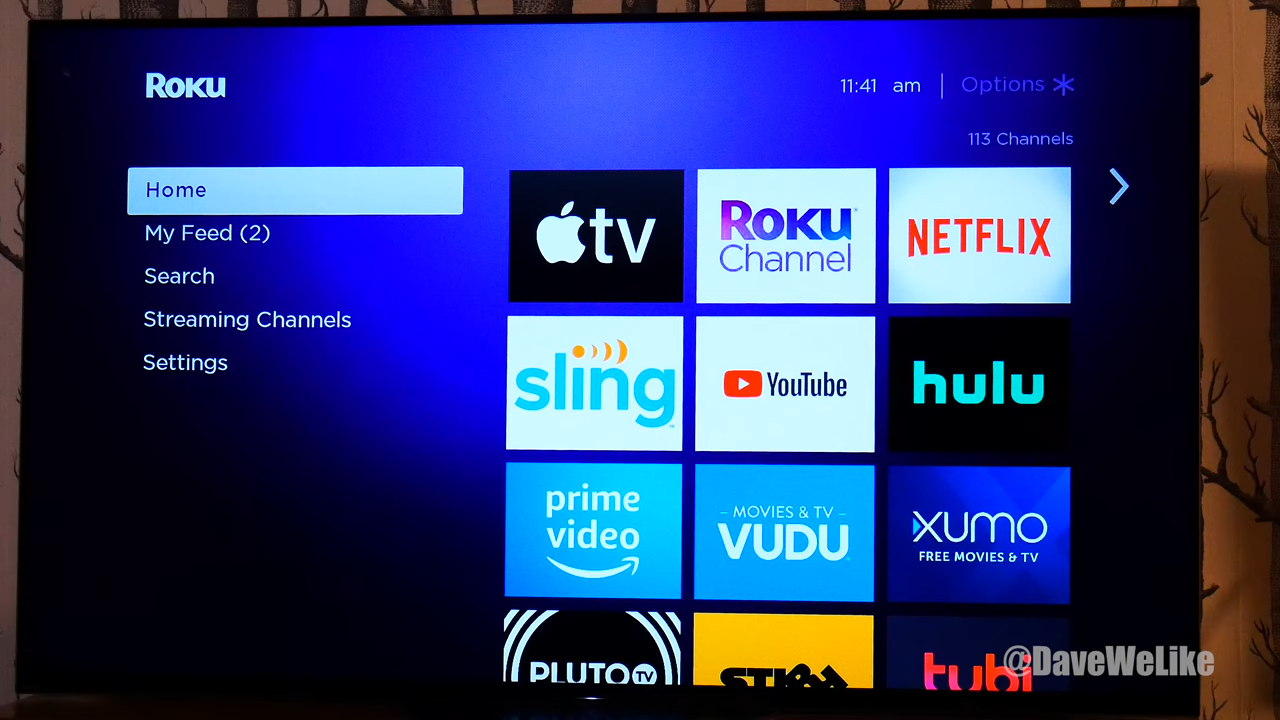 Roku
11:41 am | Options
113 Channels
Home
My Feed (2)
Search
Streaming Channels
Settings
tv
Roku
Channel
NETFLIX
sling
YouTube
hulu
prime
video
– MOVIES & TV –
VUDU
XUMO
FREE MOVIES & TV
PLUTO TV
STIRR
tubi
@DaveWeLike